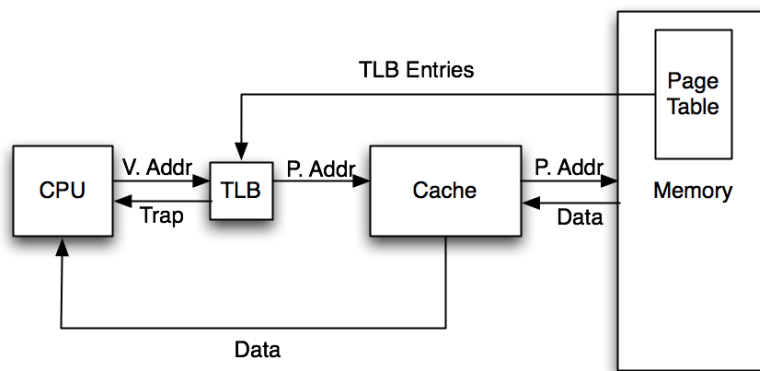 TLB Entries
Page
Table
V. Addr
P. Addr
P. Addr
CPU
TLB
Cache
Memory
Trap
Data
Data